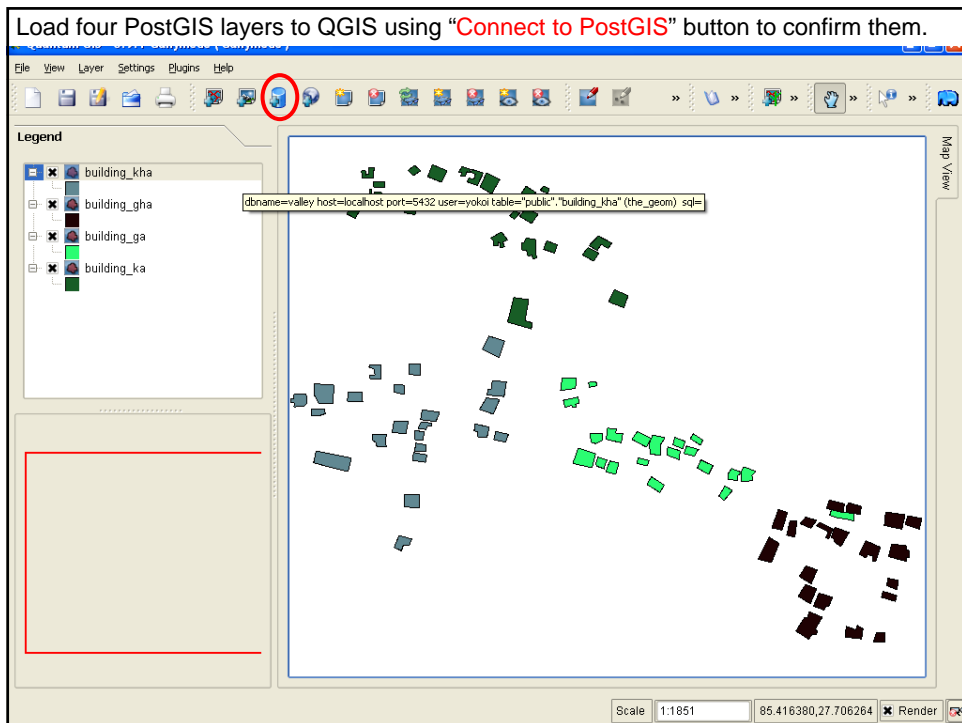 Load four PostGIS layers to QGIS using “Connect to PostGIS” button to confirm them.
File View Layer Settings Plugins Help
» » » » »
Legend
building_kha
building_gha
building_ga
building_ka
dbname=valley host=localhost port=5432 user=yokoi table="public"."building_kha" (the_geom) sql=
Map View
Scale 1:1851 85.416380,27.706264 Render